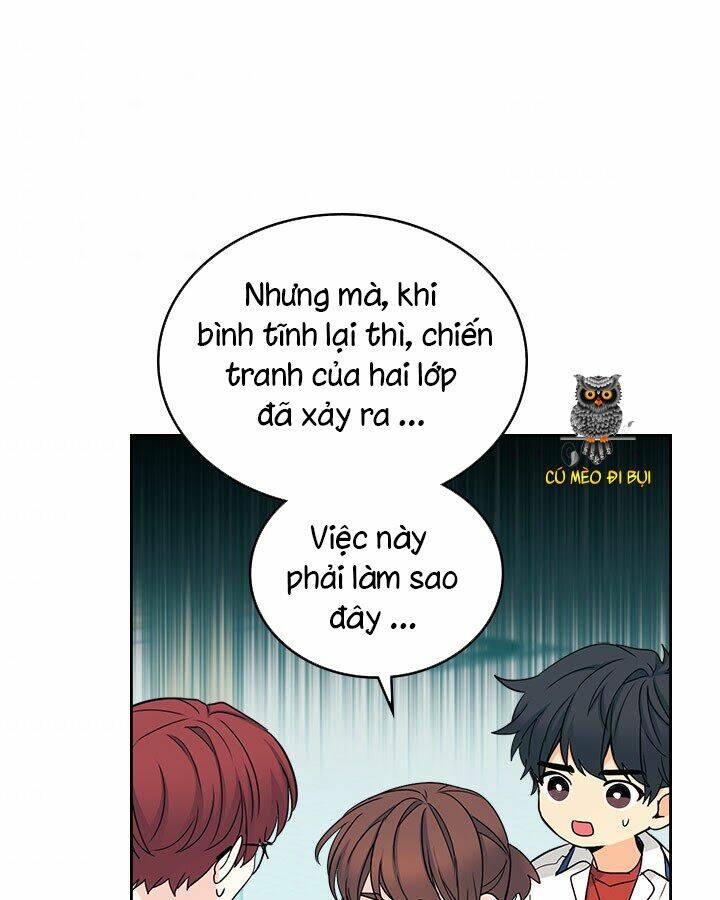 Nhưng mà, khi
bình tĩnh lại thì, chiến
tranh của hai lớp
đã xảy ra ...
CÚ MÈO ĐI BỤI
Việc này
phải làm sao
đây ...